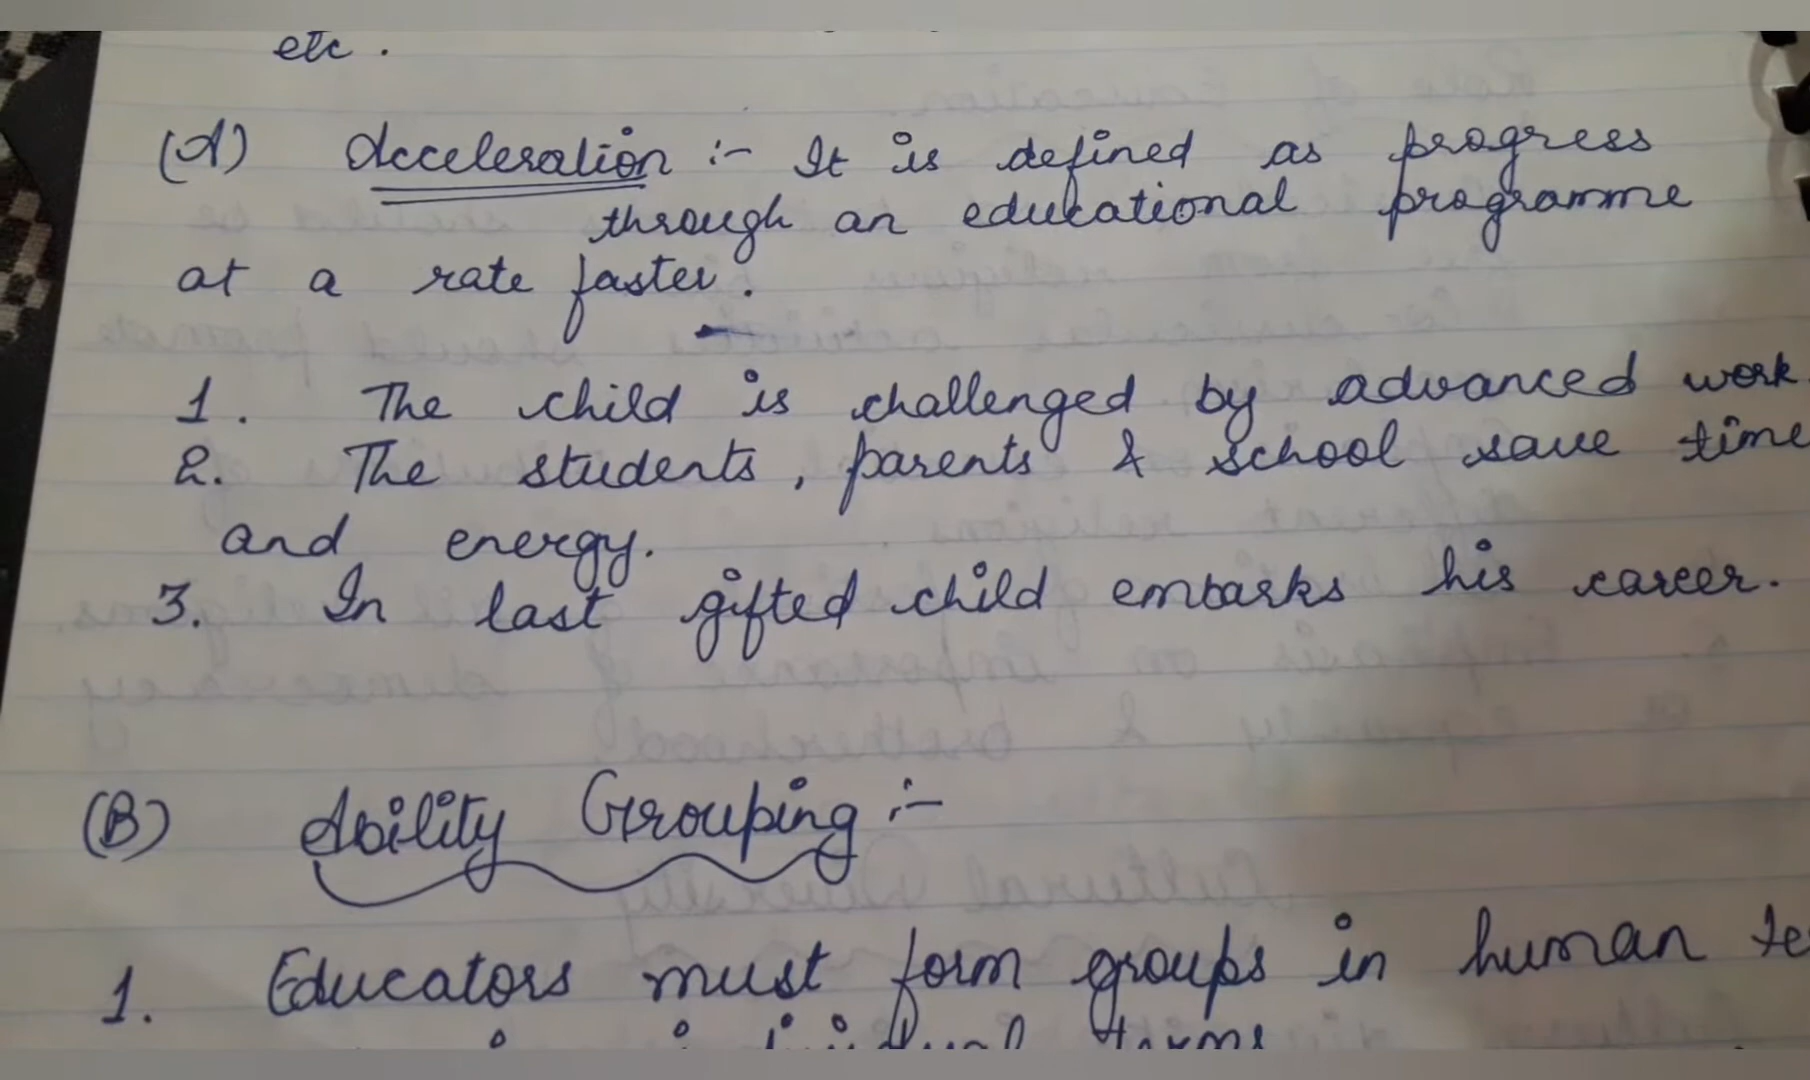 etc.
(A) Acceleration :- It is defined as progress
through an educational programme
at a rate faster.
1. The child is challenged by advanced work.
2. The students, parents & school save time
and energy.
3. In last gifted child embarks his career.
(B) Ability Grouping :-
1. Educators must form groups in human
terms